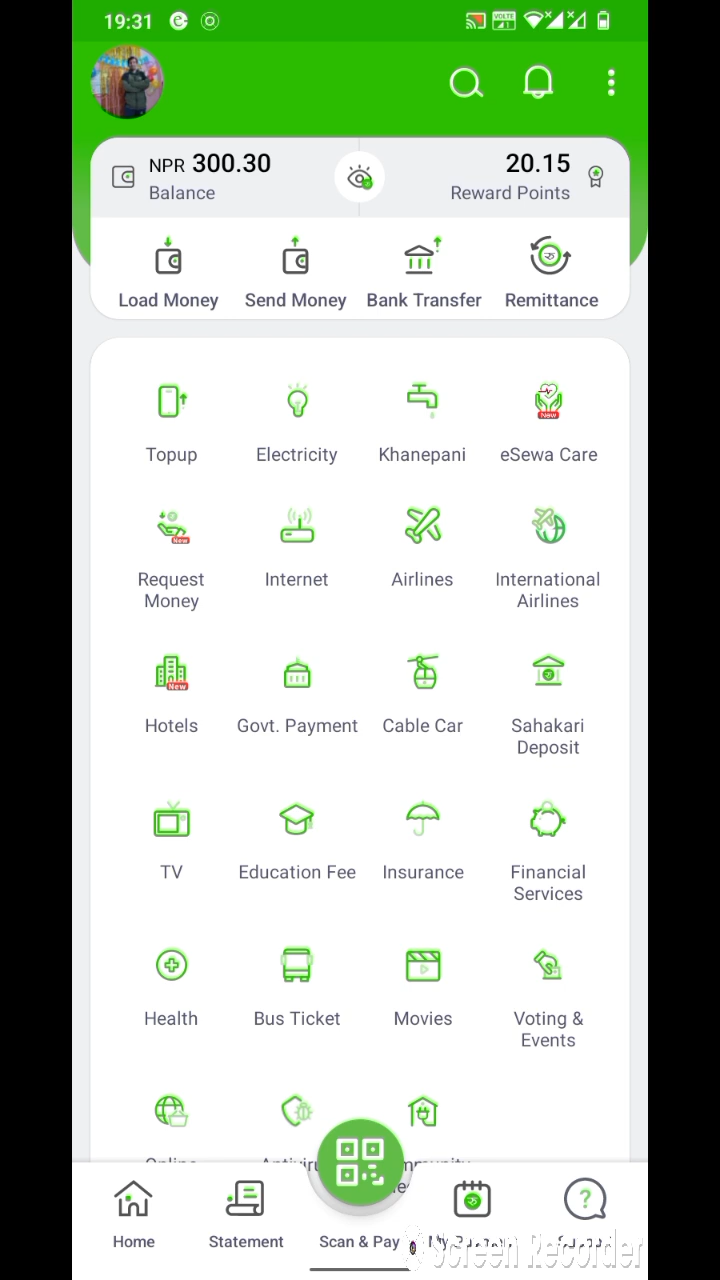 19:31
VOLTE
NPR 300.30
Balance
20.15
Reward Points
Load Money
Send Money
Bank Transfer
Remittance
Topup
Electricity
Khanepani
New
eSewa Care
New
Request
Money
Internet
Airlines
International
Airlines
New
Hotels
Govt. Payment
Cable Car
Sahakari
Deposit
TV
Education Fee
Insurance
Financial
Services
Health
Bus Ticket
Movies
Voting &
Events
Home
Statement
Scan & Pay
Screen Recorder